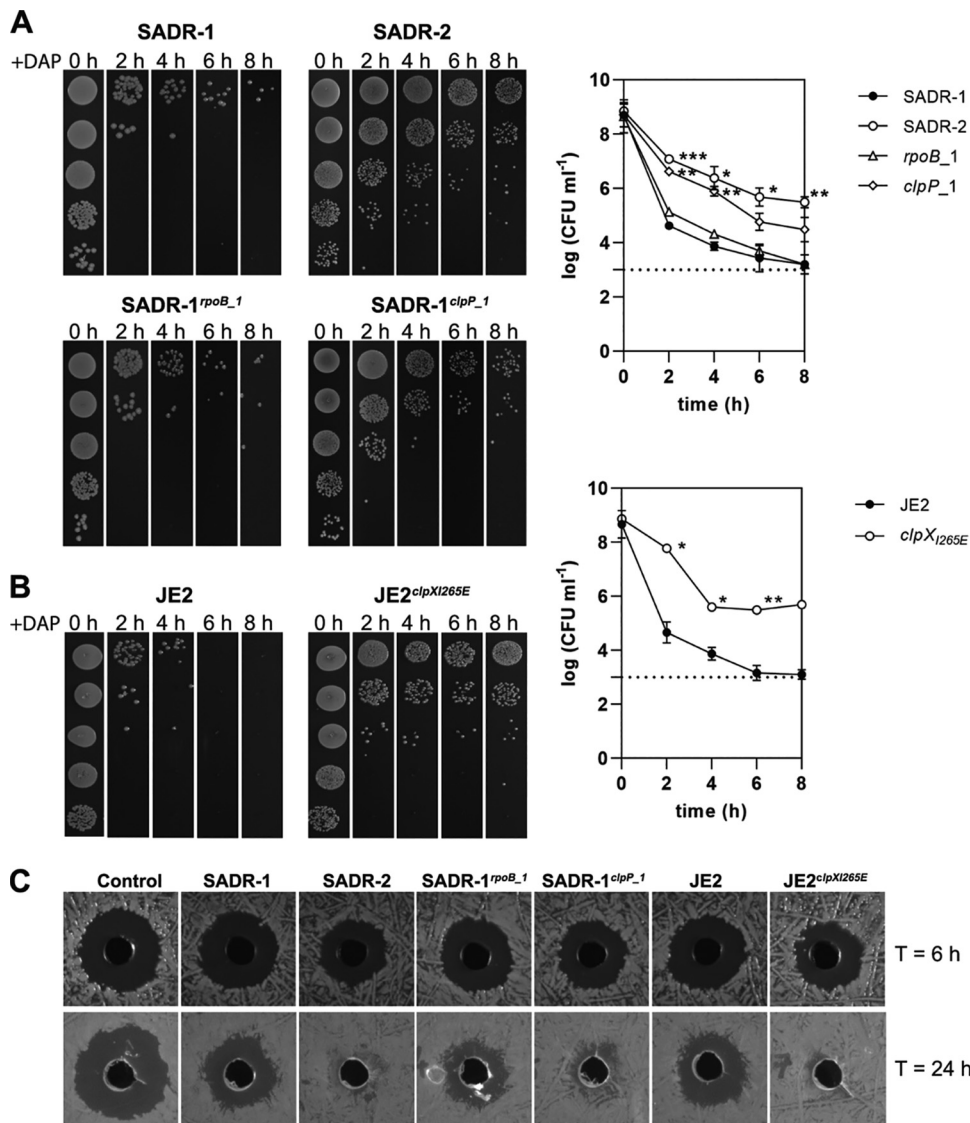 A
SADR-1
SADR-2
+DAP 0 h 2 h 4 h 6 h 8 h
0 h 2 h 4 h 6 h 8 h
log (CFU ml-1)
10
8
6
4
2
0
0 2 4 6 8
time (h)
***
**
*
**
*
**
SADR-1
SADR-2
rpoB_1
clpP_1
SADR-1rpoB_1
SADR-1clpP_1
0 h 2 h 4 h 6 h 8 h
0 h 2 h 4 h 6 h 8 h
B
JE2
JE2clpXI265E
+DAP 0 h 2 h 4 h 6 h 8 h
0 h 2 h 4 h 6 h 8 h
log (CFU ml-1)
10
8
6
4
2
0
0 2 4 6 8
time (h)
*
*
**
JE2
clpXI265E
C
Control SADR-1 SADR-2 SADR-1rpoB_1 SADR-1clpP_1 JE2 JE2clpXI265E
T = 6 h
T = 24 h